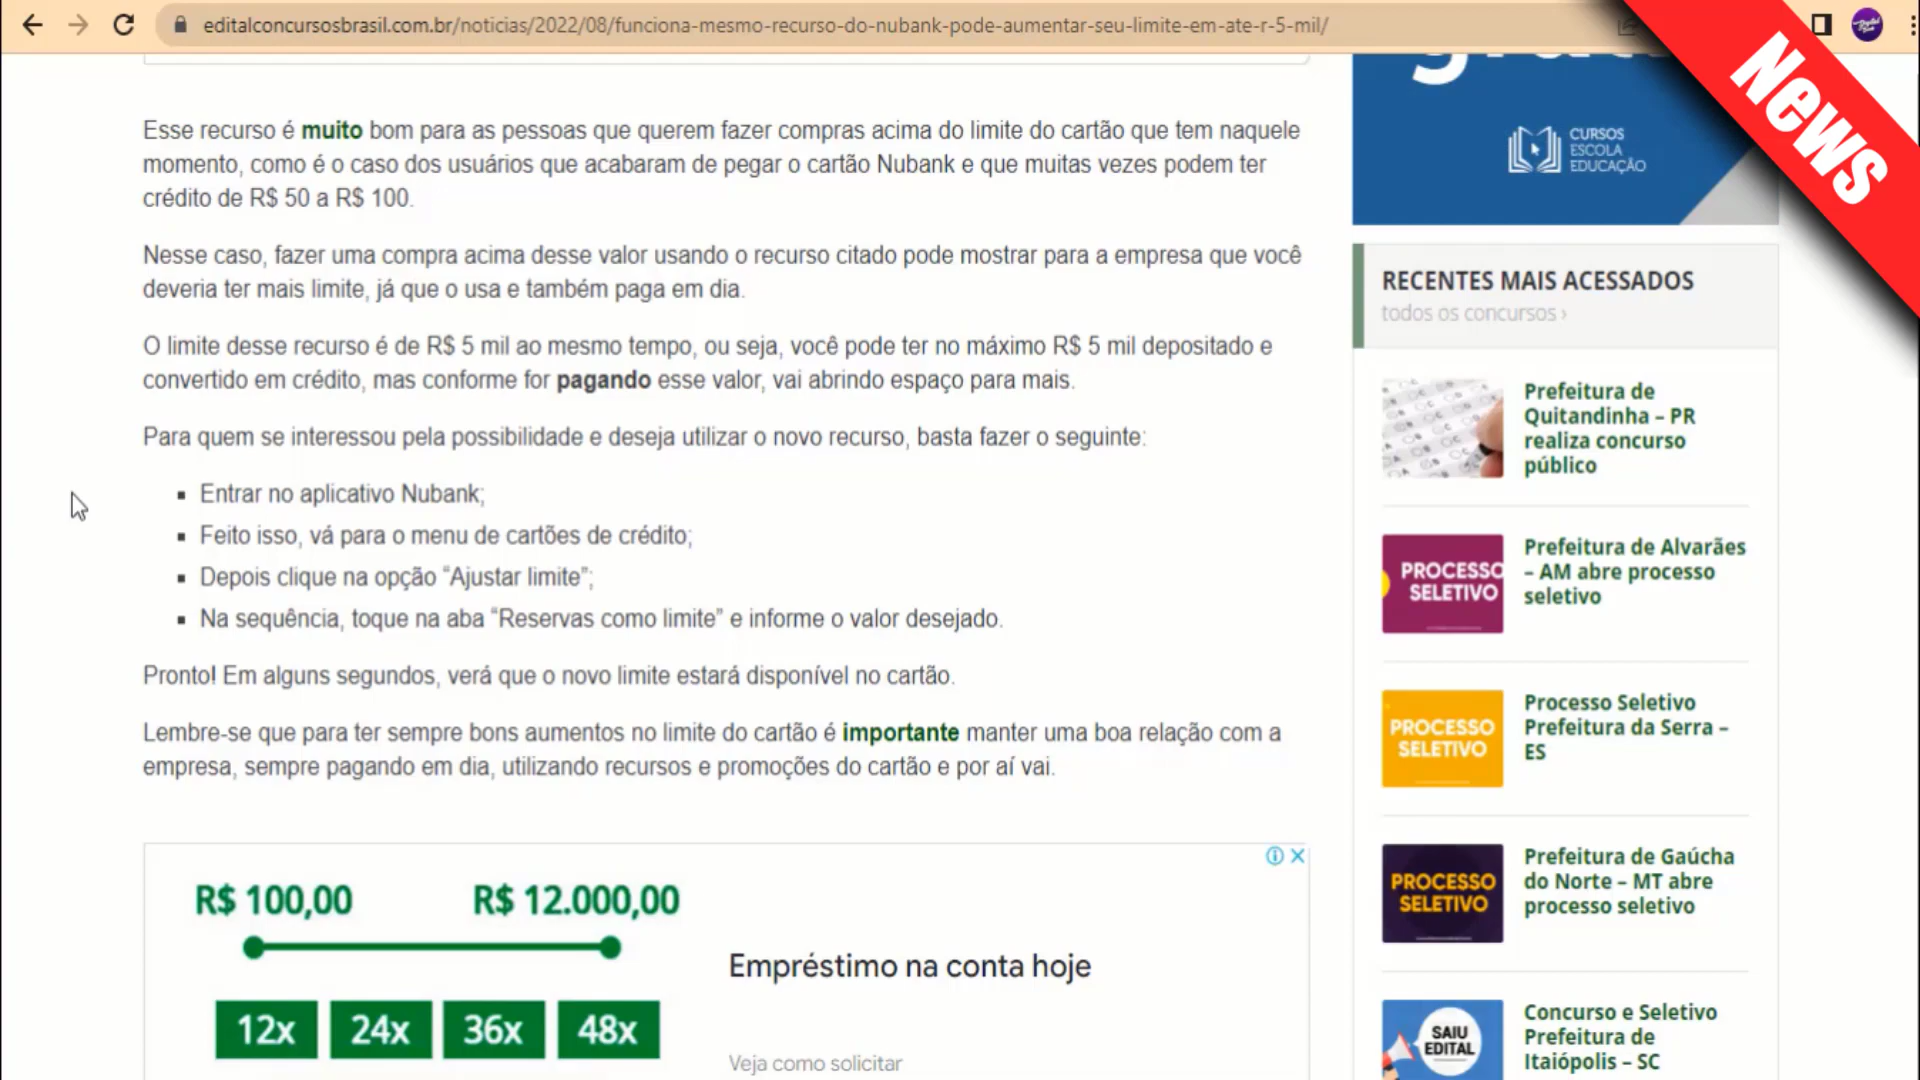 editalconcursosbrasil.com.br/noticias/2022/08/funciona-mesmo-recurso-do-nubank-pode-aumentar-seu-limite-em-ate-r-5-mil/
News
CURSOS
ESCOLA
EDUCAÇÃO
Esse recurso é muito bom para as pessoas que querem fazer compras acima do limite do cartão que tem naquele
momento, como é o caso dos usuários que acabaram de pegar o cartão Nubank e que muitas vezes podem ter
crédito de R$ 50 a R$ 100.
Nesse caso, fazer uma compra acima desse valor usando o recurso citado pode mostrar para a empresa que você
deveria ter mais limite, já que o usa e também paga em dia.
O limite desse recurso é de R$ 5 mil ao mesmo tempo, ou seja, você pode ter no máximo R$ 5 mil depositado e
convertido em crédito, mas conforme for pagando esse valor, vai abrindo espaço para mais.
Para quem se interessou pela possibilidade e deseja utilizar o novo recurso, basta fazer o seguinte:
▪ Entrar no aplicativo Nubank;
▪ Feito isso, vá para o menu de cartões de crédito;
▪ Depois clique na opção “Ajustar limite”;
▪ Na sequência, toque na aba “Reservas como limite” e informe o valor desejado.
Pronto! Em alguns segundos, verá que o novo limite estará disponível no cartão.
Lembre-se que para ter sempre bons aumentos no limite do cartão é importante manter uma boa relação com a
empresa, sempre pagando em dia, utilizando recursos e promoções do cartão e por aí vai.
R$ 100,00 R$ 12.000,00
12x 24x 36x 48x
Empréstimo na conta hoje
Veja como solicitar
RECENTES MAIS ACESSADOS
todos os concursos ›
Prefeitura de
Quitandinha – PR
realiza concurso
público
PROCESSO
SELETIVO
Prefeitura de Alvarães
– AM abre processo
seletivo
PROCESSO
SELETIVO
Processo Seletivo
Prefeitura da Serra –
ES
PROCESSO
SELETIVO
Prefeitura de Gaúcha
do Norte – MT abre
processo seletivo
SAIU
EDITAL
Concurso e Seletivo
Prefeitura de
Itaiópolis – SC